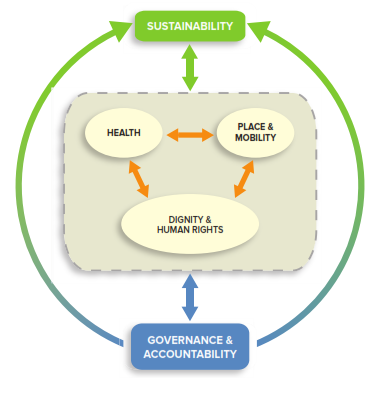 SUSTAINABILITY
HEALTH
PLACE &
MOBILITY
DIGNITY &
HUMAN RIGHTS
GOVERNANCE &
ACCOUNTABILITY